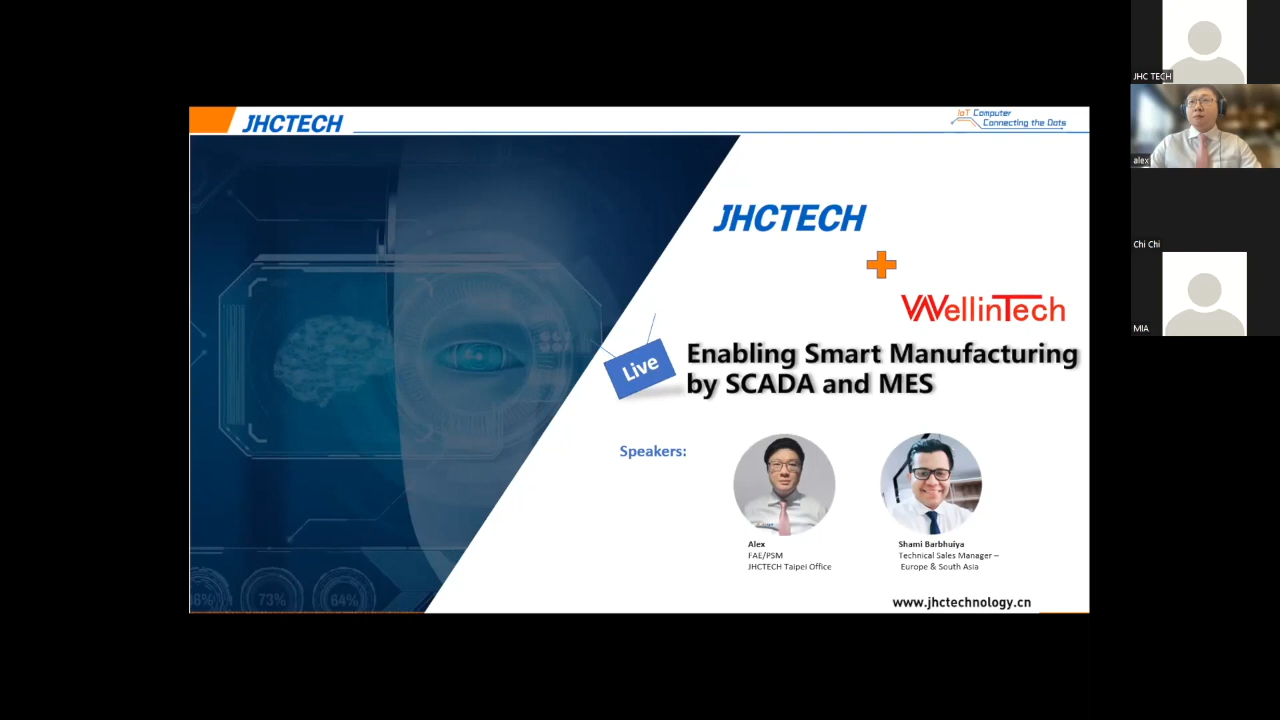 JHCTECH
IoT Computer
Connecting the Dots
JHCTECH
WellinTech
Live
Enabling Smart Manufacturing
by SCADA and MES
Speakers:
Alex
FAE/PSM
JHCTECH Taipei Office
Shami Barbhuiya
Technical Sales Manager –
Europe & South Asia
73%
64%
www.jhctechnology.cn
JHC TECH
alex
Chi Chi
MIA